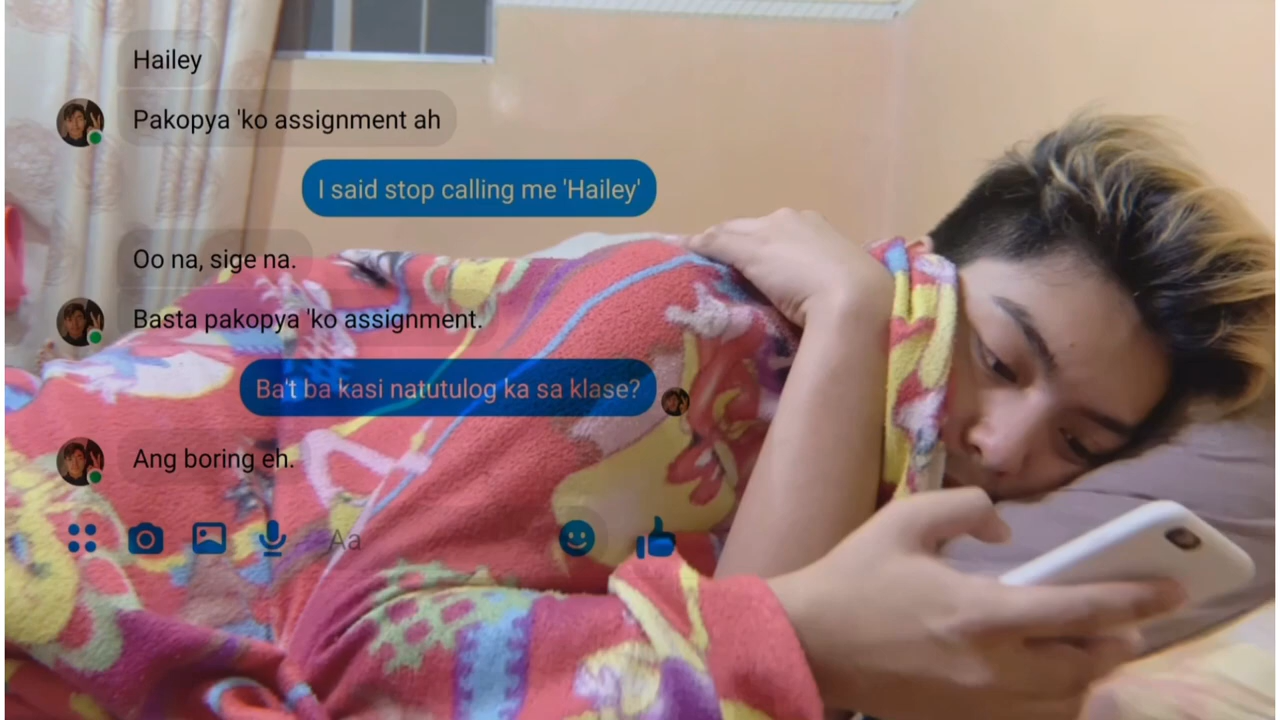 Hailey
Pakopya 'ko assignment ah
I said stop calling me 'Hailey'
Oo na, sige na.
Basta pakopya 'ko assignment.
Ba't ba kasi natutulog ka sa klase?
Ang boring eh.
Aa